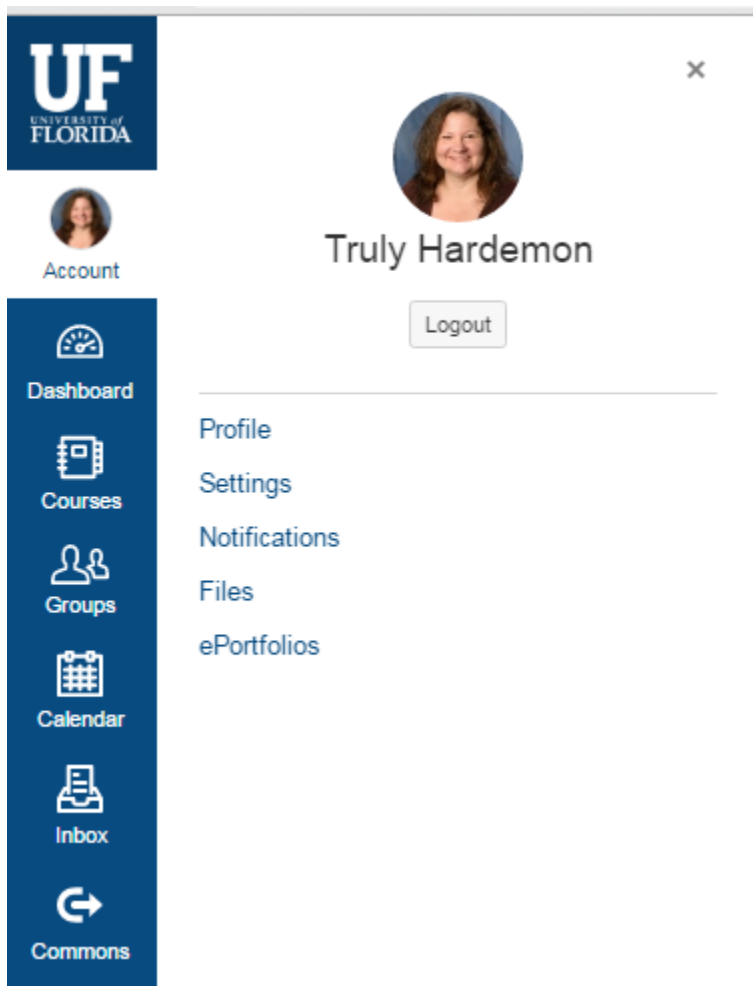 UF
UNIVERSITY of
FLORIDA
Account
Dashboard
Courses
Groups
Calendar
Inbox
Commons
×
Truly Hardemon
Logout
Profile
Settings
Notifications
Files
ePortfolios